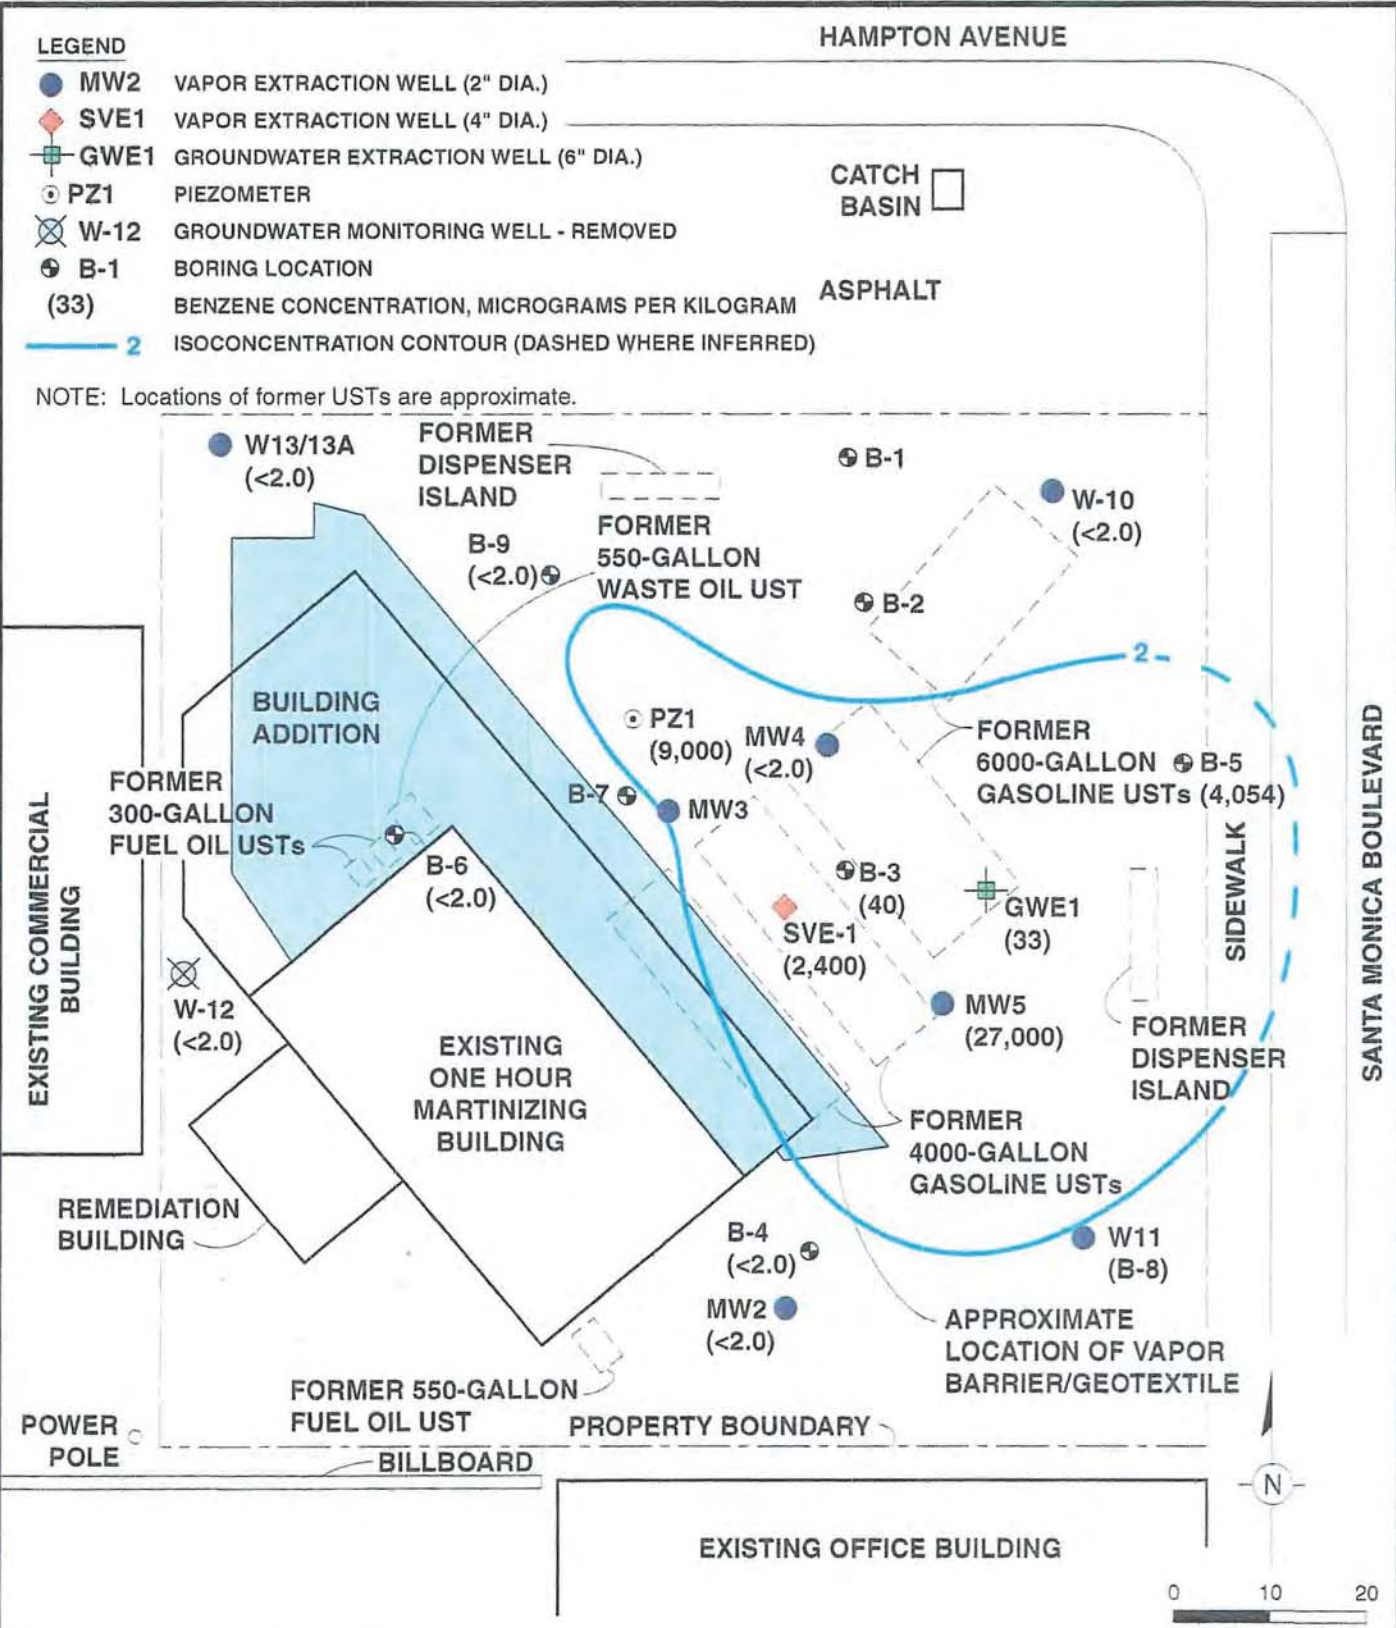 HAMPTON AVENUE
LEGEND
MW2 VAPOR EXTRACTION WELL (2" DIA.)
SVE1 VAPOR EXTRACTION WELL (4" DIA.)
GWE1 GROUNDWATER EXTRACTION WELL (6" DIA.)
PZ1 PIEZOMETER
W-12 GROUNDWATER MONITORING WELL - REMOVED
B-1 BORING LOCATION
(33) BENZENE CONCENTRATION, MICROGRAMS PER KILOGRAM
2 ISOCONCENTRATION CONTOUR (DASHED WHERE INFERRED)
NOTE: Locations of former USTs are approximate.
CATCH
BASIN
ASPHALT
W13/13A
(<2.0)
FORMER
DISPENSER
ISLAND
B-1
W-10
(<2.0)
B-9
(<2.0)
FORMER
550-GALLON
WASTE OIL UST
B-2
2
BUILDING
ADDITION
PZ1
(9,000)
MW4
(<2.0)
FORMER
6000-GALLON
GASOLINE USTs
B-5
(4,054)
FORMER
300-GALLON
FUEL OIL USTs
B-7
MW3
B-6
(<2.0)
B-3
(40)
GWE1
(33)
SVE-1
(2,400)
SIDEWALK
SANTA MONICA BOULEVARD
EXISTING COMMERCIAL
BUILDING
W-12
(<2.0)
MW5
(27,000)
FORMER
DISPENSER
ISLAND
EXISTING
ONE HOUR
MARTINIZING
BUILDING
FORMER
4000-GALLON
GASOLINE USTs
REMEDIATION
BUILDING
B-4
(<2.0)
W11
(B-8)
MW2
(<2.0)
APPROXIMATE
LOCATION OF VAPOR
BARRIER/GEOTEXTILE
FORMER 550-GALLON
FUEL OIL UST
POWER
POLE
PROPERTY BOUNDARY
BILLBOARD
N
EXISTING OFFICE BUILDING
0 10 20